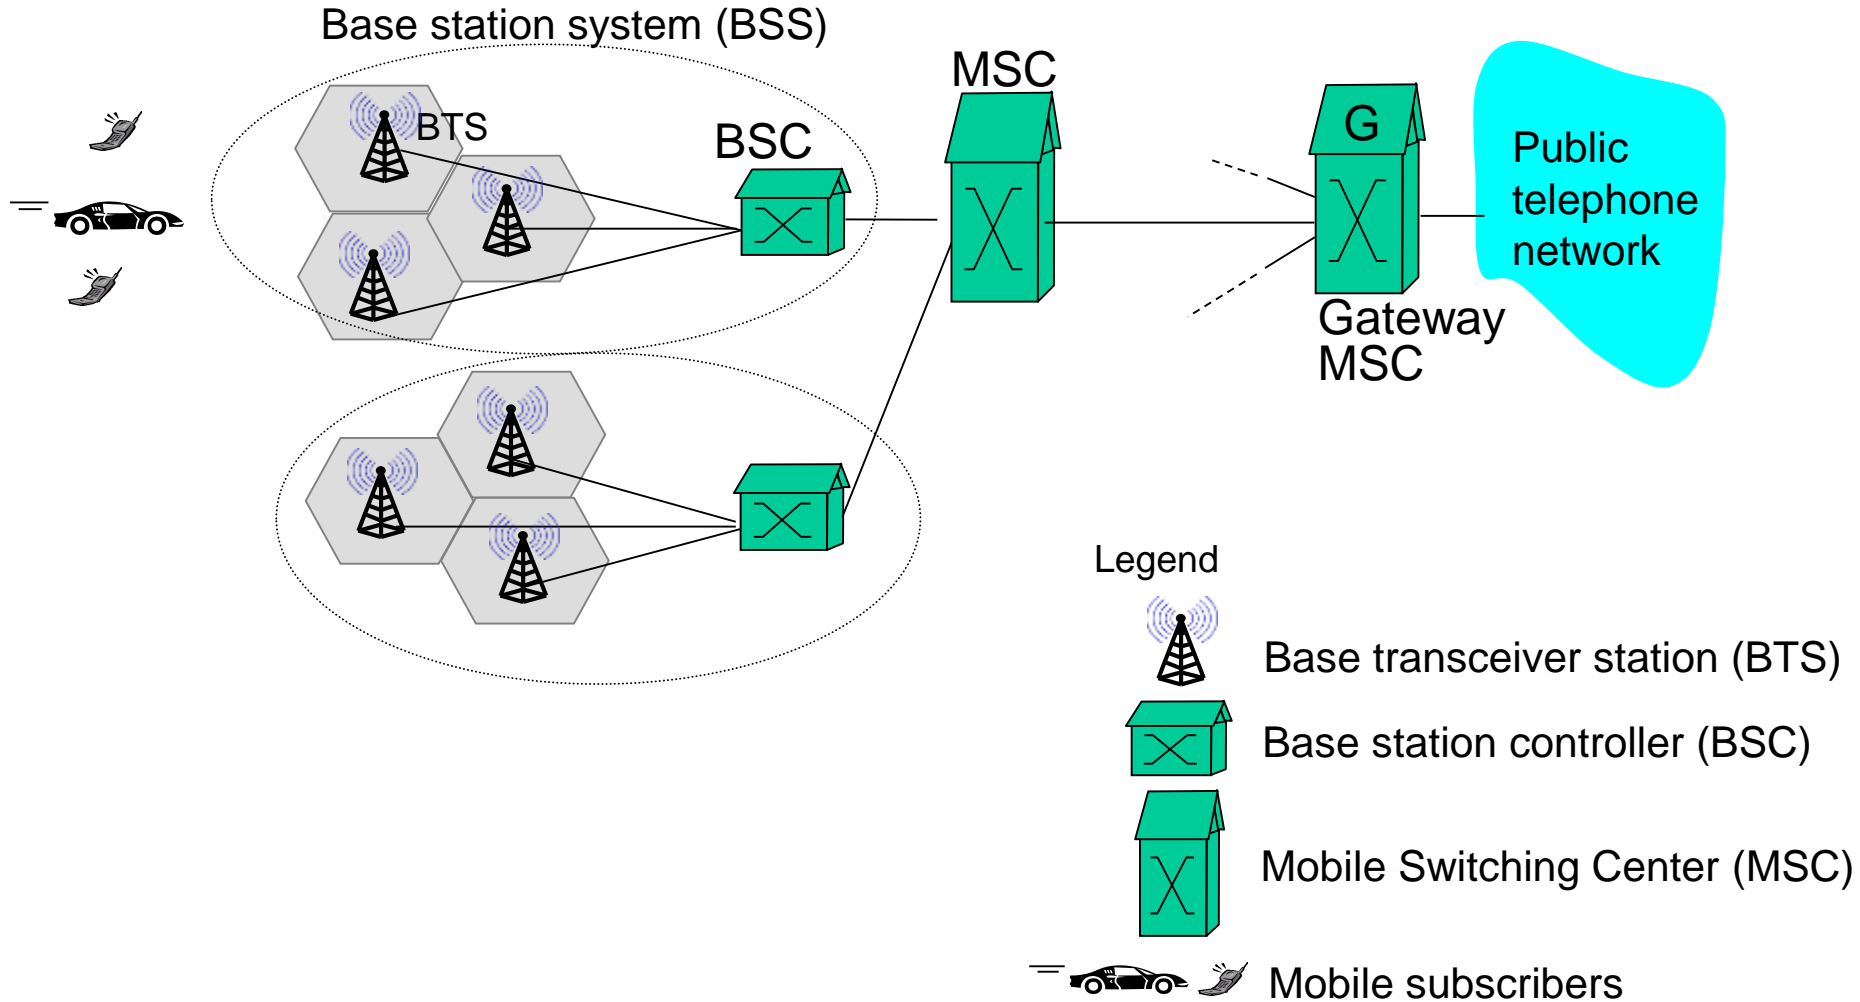 Base station system (BSS)
BTS
BSC
MSC
G
Gateway
MSC
Public
telephone
network
Legend
Base transceiver station (BTS)
Base station controller (BSC)
Mobile Switching Center (MSC)
Mobile subscribers